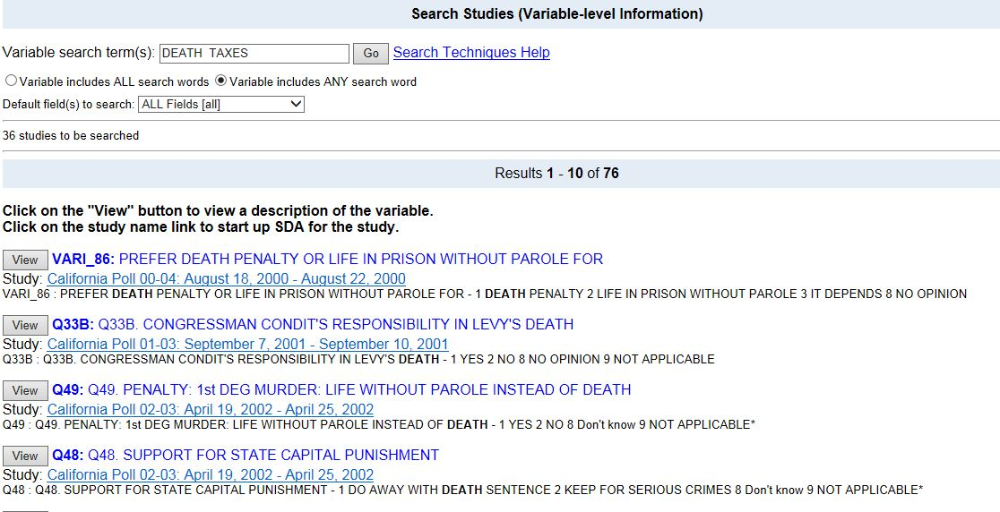 Search Studies (Variable-level Information)
Variable search term(s): DEATH TAXES Go Search Techniques Help
Variable includes ALL search words Variable includes ANY search word
Default field(s) to search: ALL Fields [all]
36 studies to be searched
Results 1 - 10 of 76
Click on the "View" button to view a description of the variable.
Click on the study name link to start up SDA for the study.
View VARI_86: PREFER DEATH PENALTY OR LIFE IN PRISON WITHOUT PAROLE FOR
Study: California Poll 00-04: August 18, 2000 - August 22, 2000
VARI_86 : PREFER DEATH PENALTY OR LIFE IN PRISON WITHOUT PAROLE FOR - 1 DEATH PENALTY 2 LIFE IN PRISON WITHOUT PAROLE 3 IT DEPENDS 8 NO OPINION
View Q33B: Q33B. CONGRESSMAN CONDIT'S RESPONSIBILITY IN LEVY'S DEATH
Study: California Poll 01-03: September 7, 2001 - September 10, 2001
Q33B : Q33B. CONGRESSMAN CONDIT'S RESPONSIBILITY IN LEVY'S DEATH - 1 YES 2 NO 8 NO OPINION 9 NOT APPLICABLE
View Q49: Q49. PENALTY: 1st DEG MURDER: LIFE WITHOUT PAROLE INSTEAD OF DEATH
Study: California Poll 02-03: April 19, 2002 - April 25, 2002
Q49 : Q49. PENALTY: 1st DEG MURDER: LIFE WITHOUT PAROLE INSTEAD OF DEATH - 1 YES 2 NO 8 Don't know 9 NOT APPLICABLE*
View Q48: Q48. SUPPORT FOR STATE CAPITAL PUNISHMENT
Study: California Poll 02-03: April 19, 2002 - April 25, 2002
Q48 : Q48. SUPPORT FOR STATE CAPITAL PUNISHMENT - 1 DO AWAY WITH DEATH SENTENCE 2 KEEP FOR SERIOUS CRIMES 8 Don't know 9 NOT APPLICABLE*